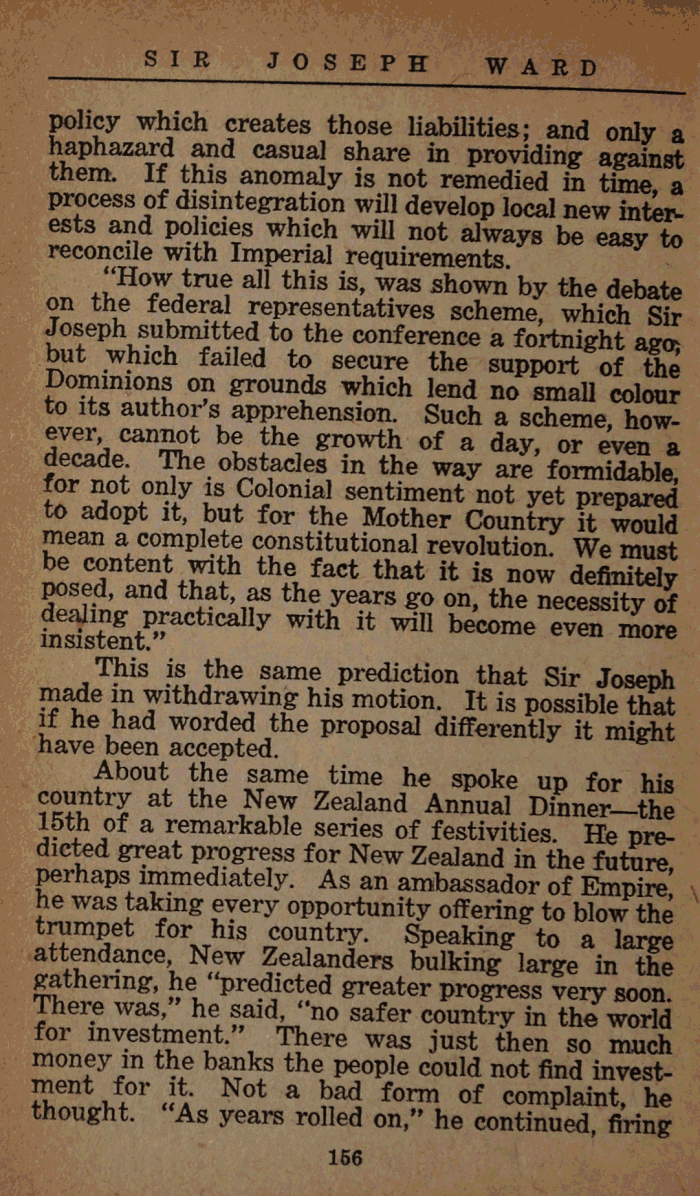 SIR JOSEPH WARD
policy which creates those liabilities; and only a
haphazard and casual share in providing against
them. If this anomaly is not remedied in time, a
process of disintegration will develop local new inter-
ests and policies which will not always be easy to
reconcile with Imperial requirements.
"How true all this is, was shown by the debate
on the federal representatives scheme, which Sir
Joseph submitted to the conference a fortnight ago;
but which failed to secure the support of the
Dominions on grounds which lend no small colour
to its author's apprehension. Such a scheme, how-
ever, cannot be the growth of a day, or even a
decade. The obstacles in the way are formidable,
for not only is Colonial sentiment not yet prepared
to adopt it, but for the Mother Country it would
mean a complete constitutional revolution. We must
be content with the fact that it is now definitely
posed, and that, as the years go on, the necessity of
dealing practically with it will become even more
insistent."
This is the same prediction that Sir Joseph
made in withdrawing his motion. It is possible that
if he had worded the proposal differently it might
have been accepted.
About the same time he spoke up for his
country at the New Zealand Annual Dinner—the
15th of a remarkable series of festivities. He pre-
dicted great progress for New Zealand in the future,
perhaps immediately. As an ambassador of Empire,
he was taking every opportunity offering to blow the
trumpet for his country. Speaking to a large
attendance, New Zealanders bulking large in the
gathering, he "predicted greater progress very soon.
There was," he said, "no safer country in the world
for investment." There was just then so much
money in the banks the people could not find invest-
ment for it. Not a bad form of complaint, he
thought. "As years rolled on," he continued, firing
156